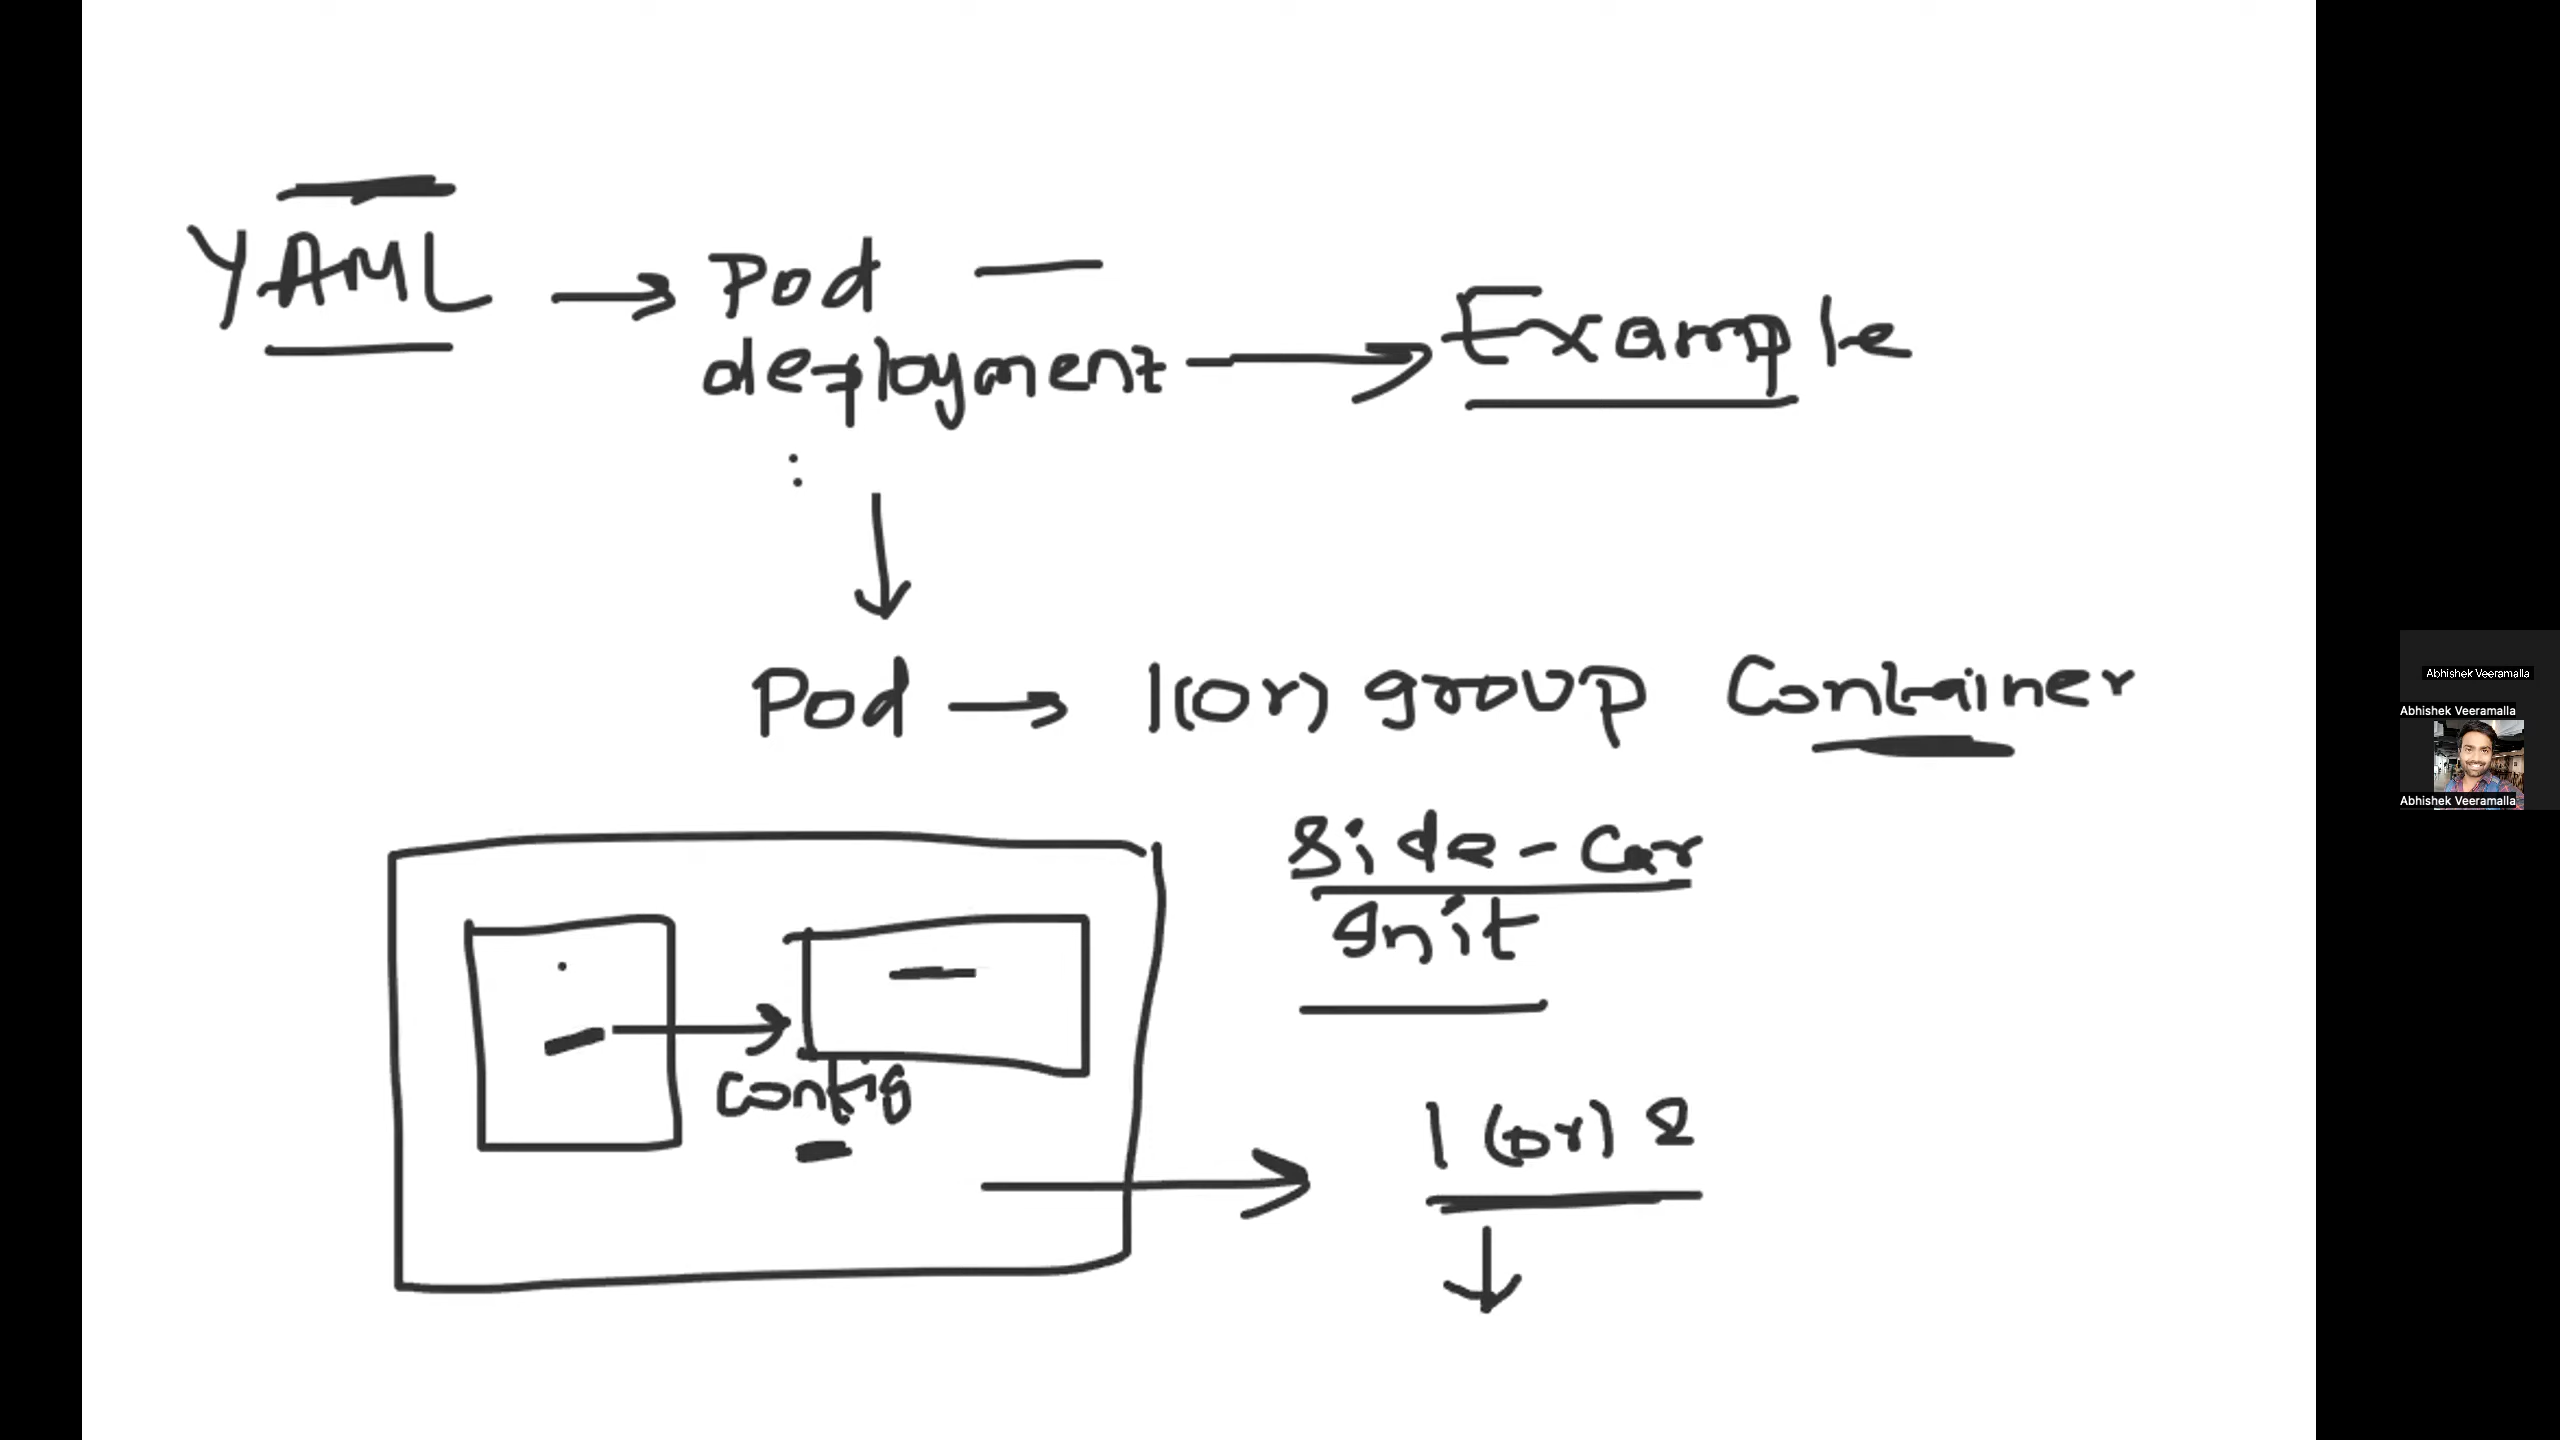 YAML → Pod —
deployment → Example
:
Pod → 1(or) group Container
Side-Car
Init
config
1 (or) 2
Abhishek Veeramalla
Abhishek Veeramalla
Abhishek Veeramalla